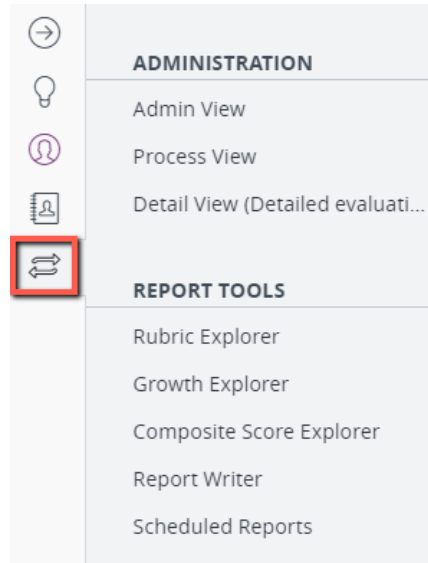 ADMINISTRATION
Admin View
Process View
Detail View (Detailed evaluati...
REPORT TOOLS
Rubric Explorer
Growth Explorer
Composite Score Explorer
Report Writer
Scheduled Reports